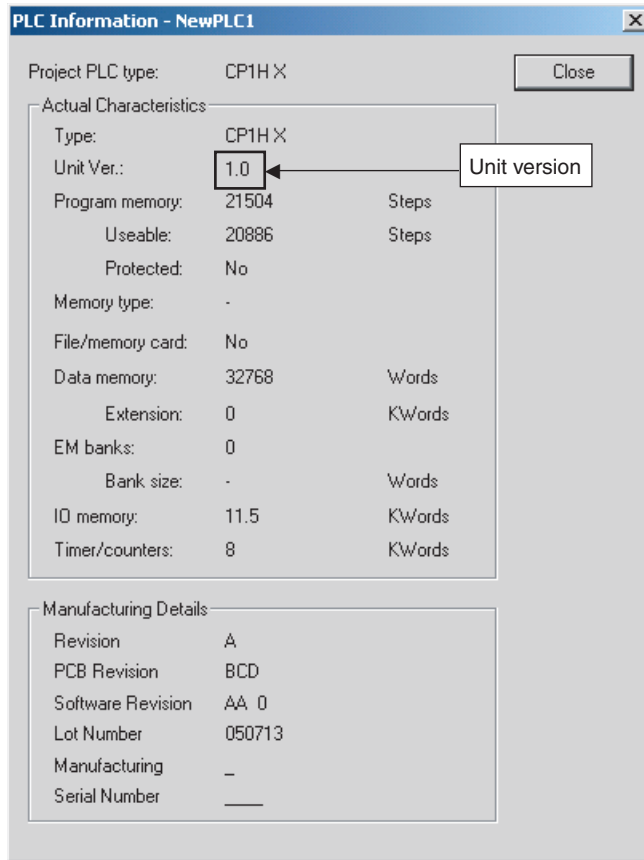 PLC Information - NewPLC1
Project PLC type: CP1H X Close
Actual Characteristics
Type: CP1H X
Unit Ver.: 1.0 Unit version
Program memory: 21504 Steps
Useable: 20886 Steps
Protected: No
Memory type: -
File/memory card: No
Data memory: 32768 Words
Extension: 0 KWords
EM banks: 0
Bank size: - Words
IO memory: 11.5 KWords
Timer/counters: 8 KWords
Manufacturing Details
Revision A
PCB Revision BCD
Software Revision AA 0
Lot Number 050713
Manufacturing _
Serial Number ____